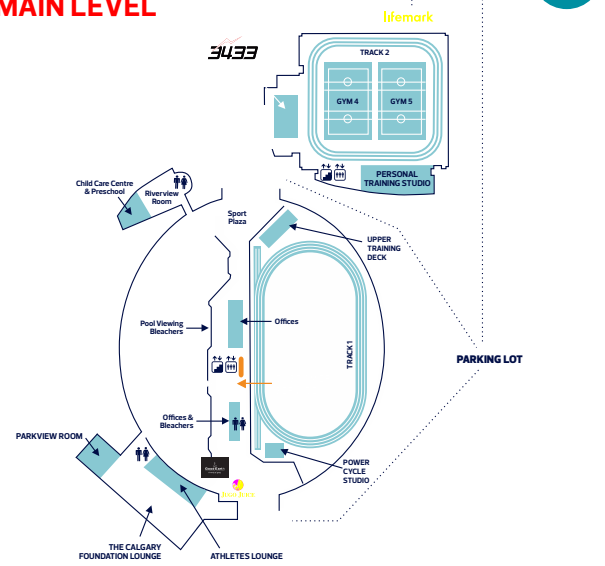 MAIN LEVEL
lifemark
3433
TRACK 2
GYM 4
GYM 5
PERSONAL
TRAINING STUDIO
Child Care Centre
& Preschool
Riverview
Room
Sport
Plaza
UPPER
TRAINING
DECK
Offices
Pool Viewing
Bleachers
TRACK 1
PARKING LOT
Offices &
Bleachers
PARKVIEW ROOM
POWER
CYCLE
STUDIO
THE CALGARY
FOUNDATION LOUNGE
ATHLETES LOUNGE